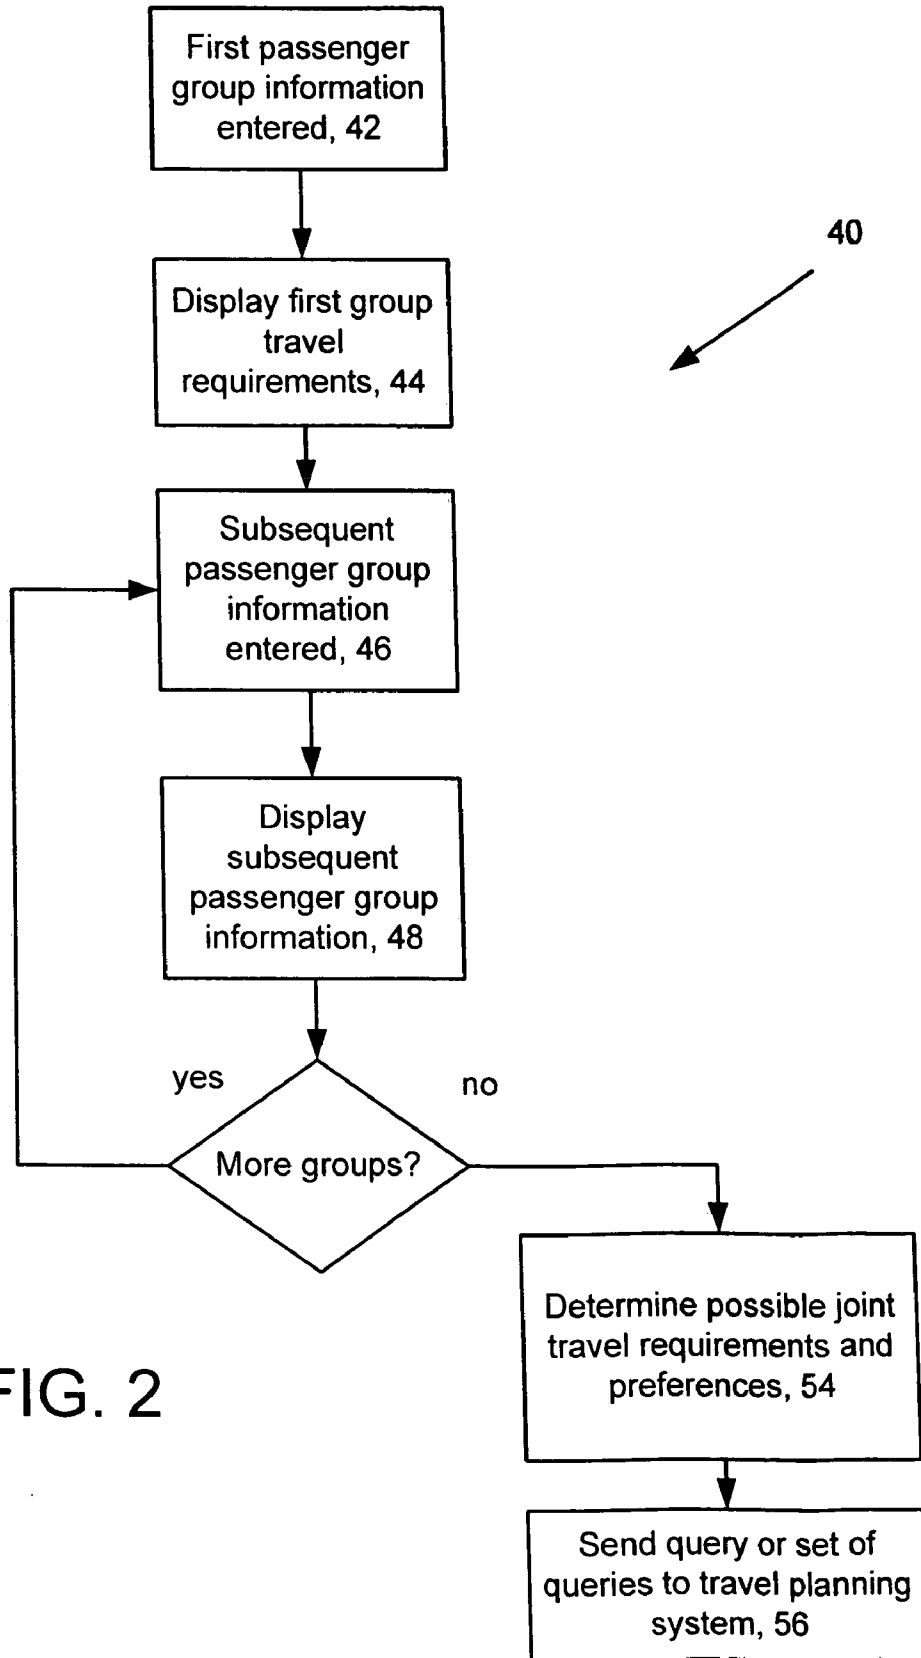 First passenger
group information
entered, 42
40
Display first group
travel
requirements, 44
Subsequent
passenger group
information
entered, 46
Display
subsequent
passenger group
information, 48
yes
no
More groups?
Determine possible joint
travel requirements and
preferences, 54
FIG. 2
Send query or set of
queries to travel planning
system, 56